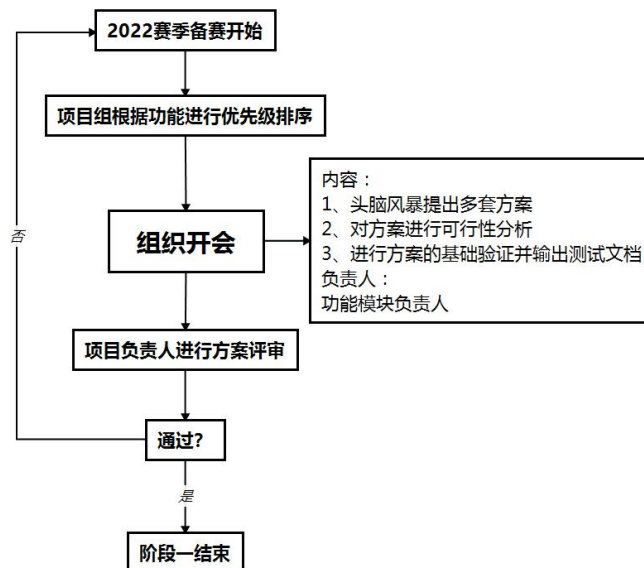 2022赛季备赛开始
项目组根据功能进行优先级排序
组织开会
内容：
1、头脑风暴提出多套方案
2、对方案进行可行性分析
3、进行方案的基础验证并输出测试文档
负责人：
功能模块负责人
项目负责人进行方案评审
否
通过？
是
阶段一结束